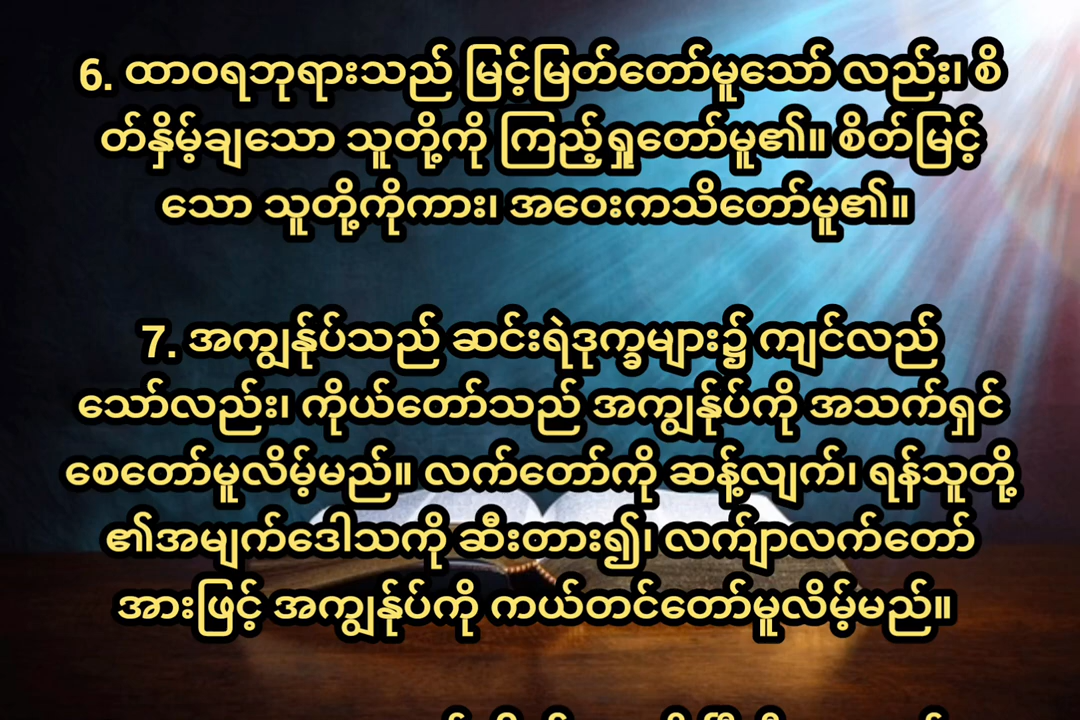 6. ထာဝရဘုရားသည် မြင့်မြတ်တော်မူသော် လည်း၊ စိ
တ်နှိမ့်ချသော သူတို့ကို ကြည့်ရှုတော်မူ၏။ စိတ်မြင့်
သော သူတို့ကိုကား၊ အဝေးကသိတော်မူ၏။
7. အကျွန်ုပ်သည် ဆင်းရဲဒုက္ခများ၌ ကျင်လည်
သော်လည်း၊ ကိုယ်တော်သည် အကျွန်ုပ်ကို အသက်ရှင်
စေတော်မူလိမ့်မည်။ လက်တော်ကို ဆန့်လျက်၊ ရန်သူတို့
၏အမျက်ဒေါသကို ဆီးတား၍၊ လက်ျာလက်တော်
အားဖြင့် အကျွန်ုပ်ကို ကယ်တင်တော်မူလိမ့်မည်။